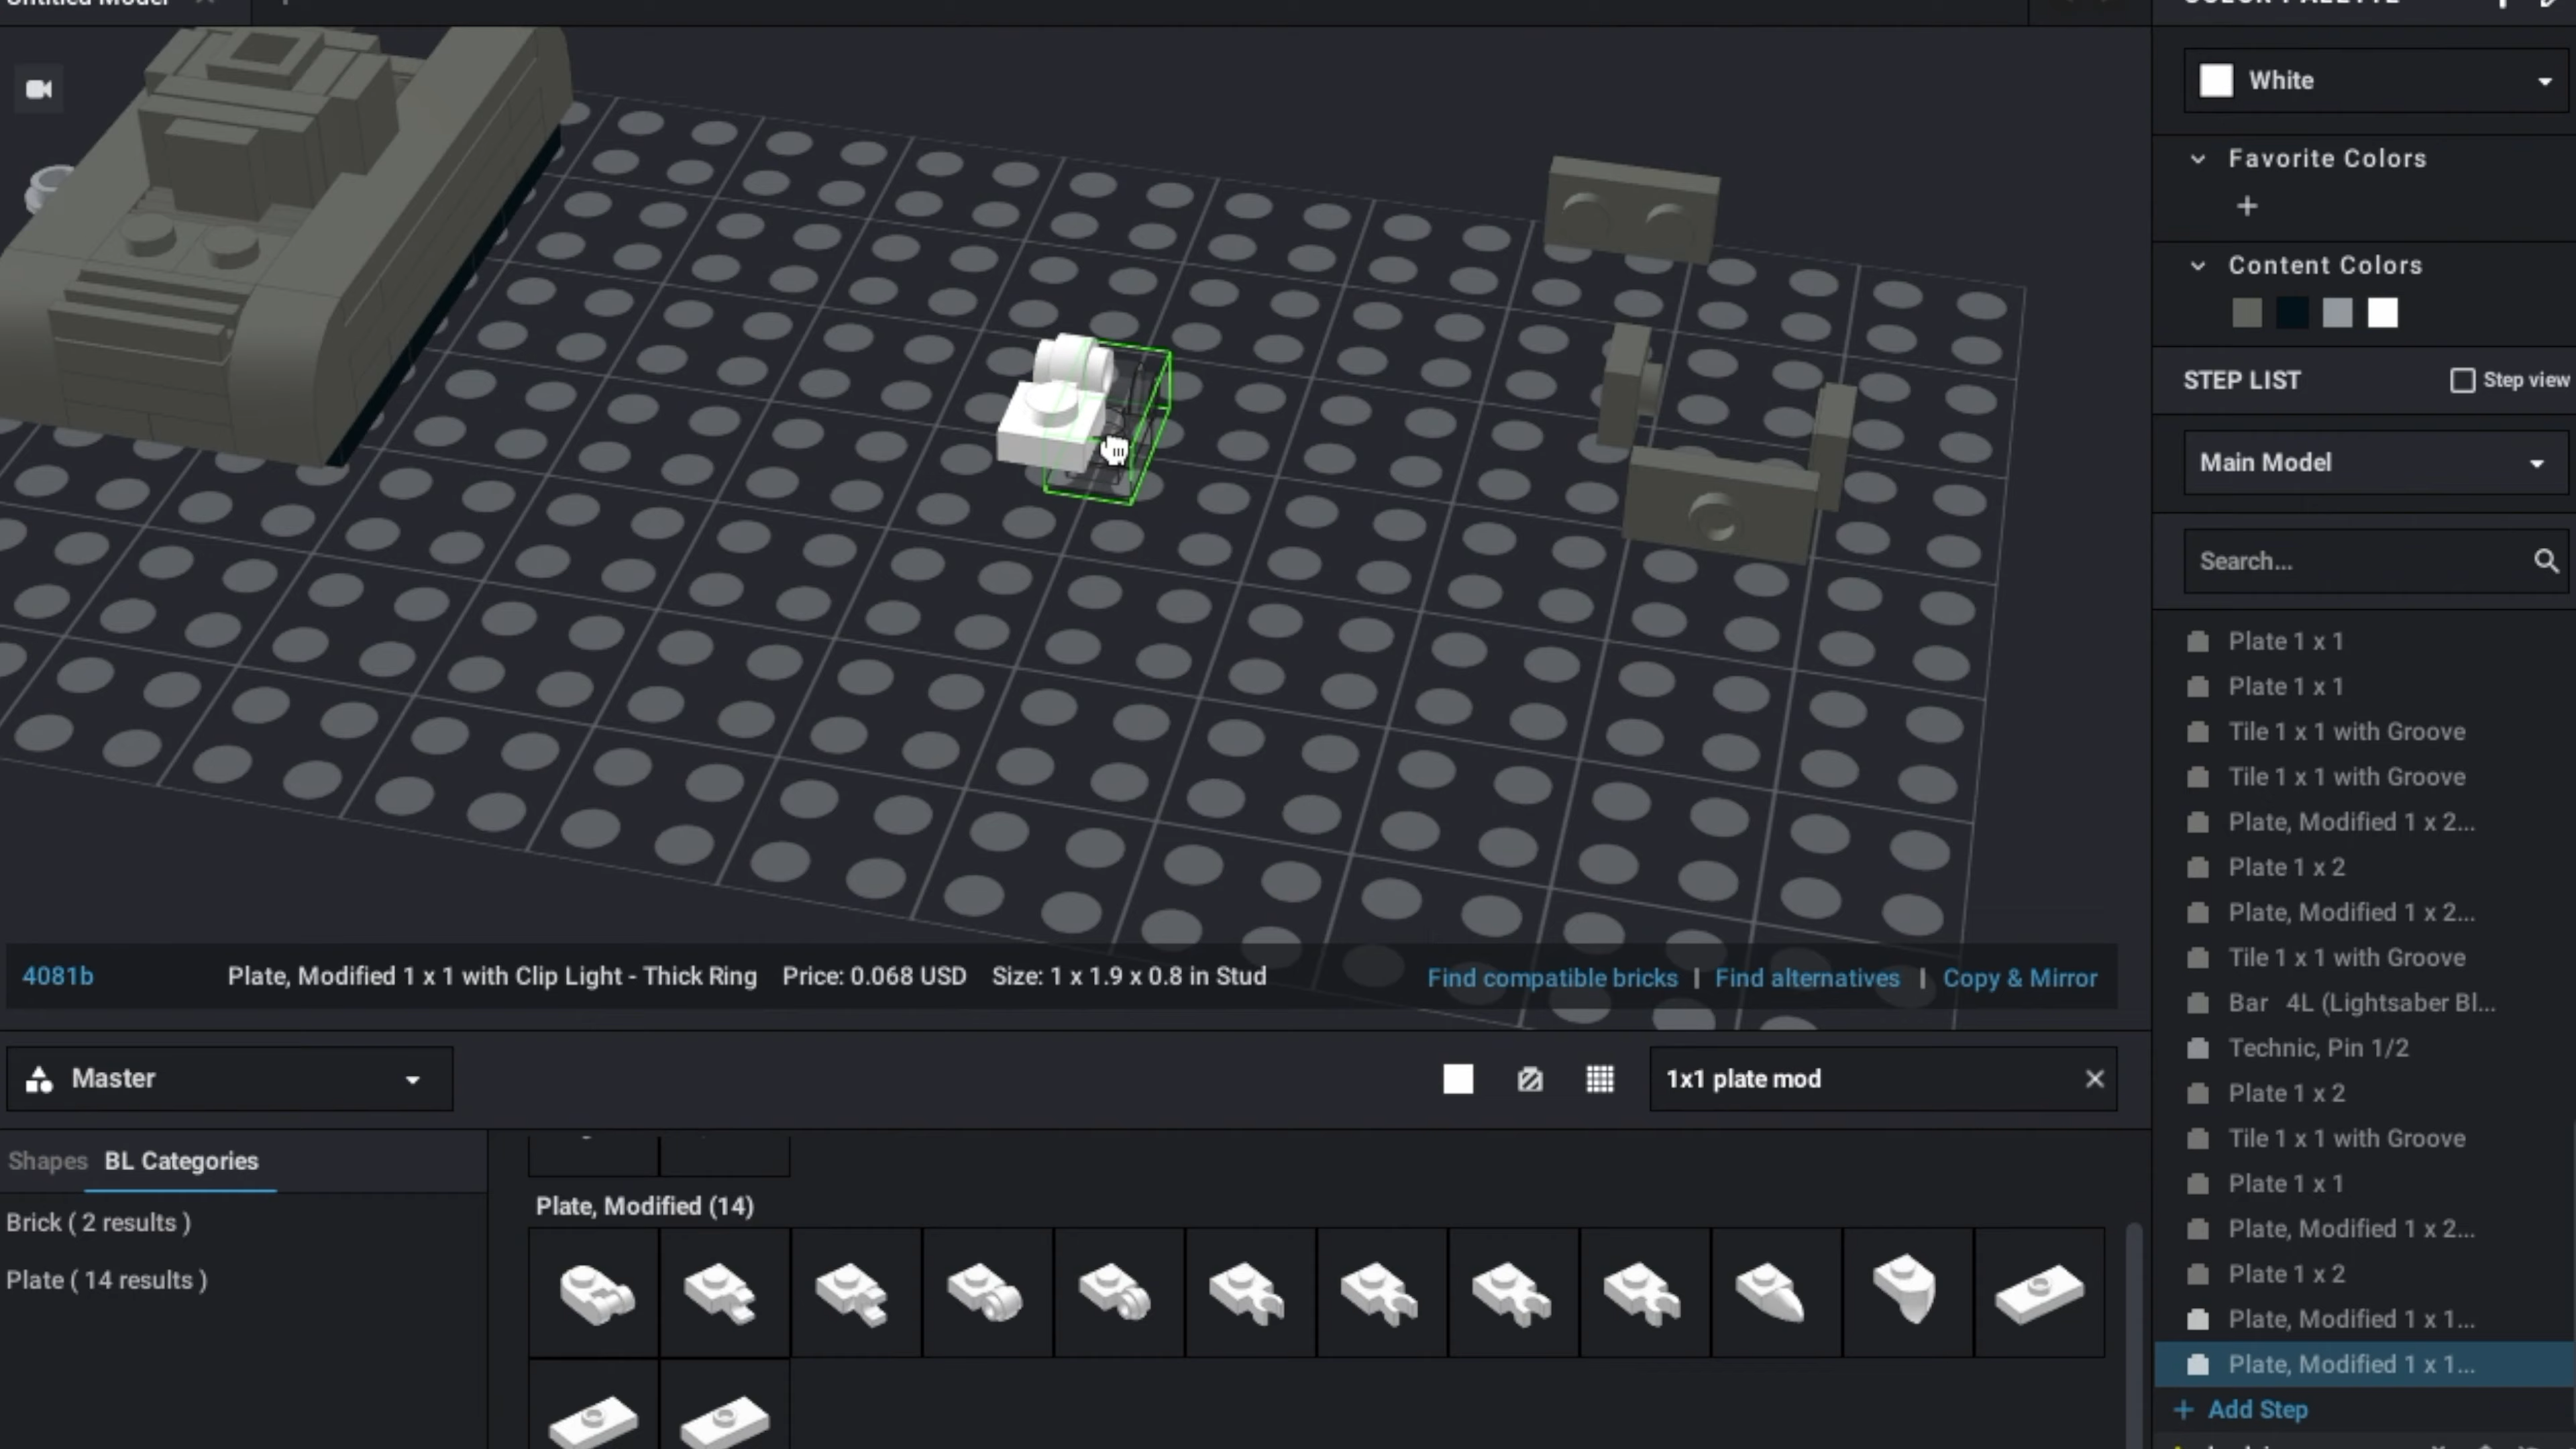 Untitled Model
COLOR PALETTE
White
Favorite Colors
+
Content Colors
STEP LIST
Step view
Main Model
Search...
Plate 1 x 1
Plate 1 x 1
Tile 1 x 1 with Groove
Tile 1 x 1 with Groove
Plate, Modified 1 x 2...
Plate 1 x 2
Plate, Modified 1 x 2...
Tile 1 x 1 with Groove
Bar 4L (Lightsaber Bl...
Technic, Pin 1/2
Plate 1 x 2
Tile 1 x 1 with Groove
Plate 1 x 1
Plate, Modified 1 x 2...
Plate 1 x 2
Plate, Modified 1 x 1...
Plate, Modified 1 x 1...
+ Add Step
4081b Plate, Modified 1 x 1 with Clip Light - Thick Ring Price: 0.068 USD Size: 1 x 1.9 x 0.8 in Stud Find compatible bricks | Find alternatives | Copy & Mirror
Master
1x1 plate mod
Shapes BL Categories
Brick ( 2 results )
Plate ( 14 results )
Plate, Modified (14)